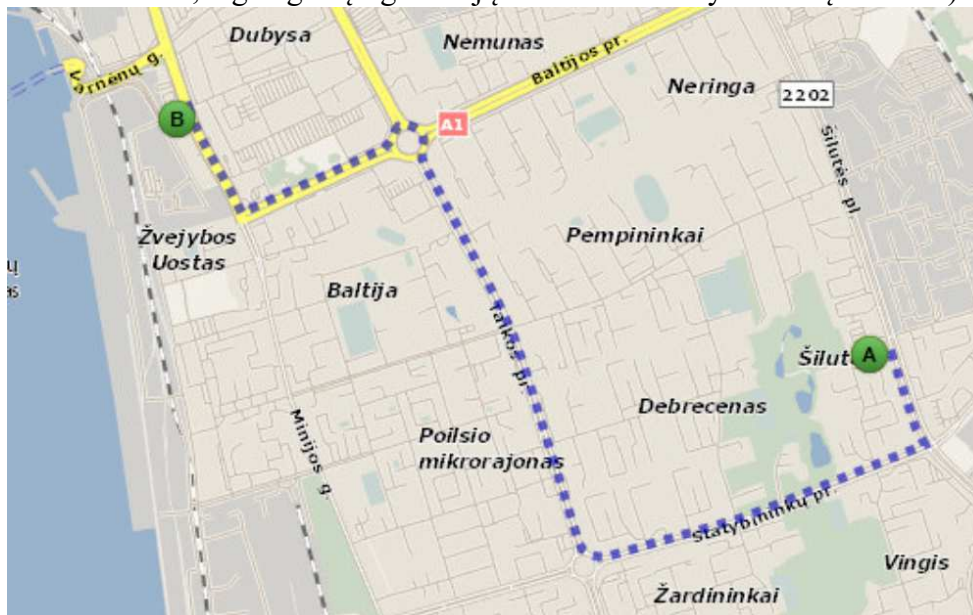 Dubysa
Nemunas
Varnėnų g.
Baltijos pr.
Neringa
2202
B
A1
Šilutės pl.
Žvejybos
Uostas
Pempininkai
Baltija
Taikos pr.
A
Debrecenas
Minijos g.
Poilsio
mikrorajonas
Statybininkų pr.
Vingis
Žardininkai